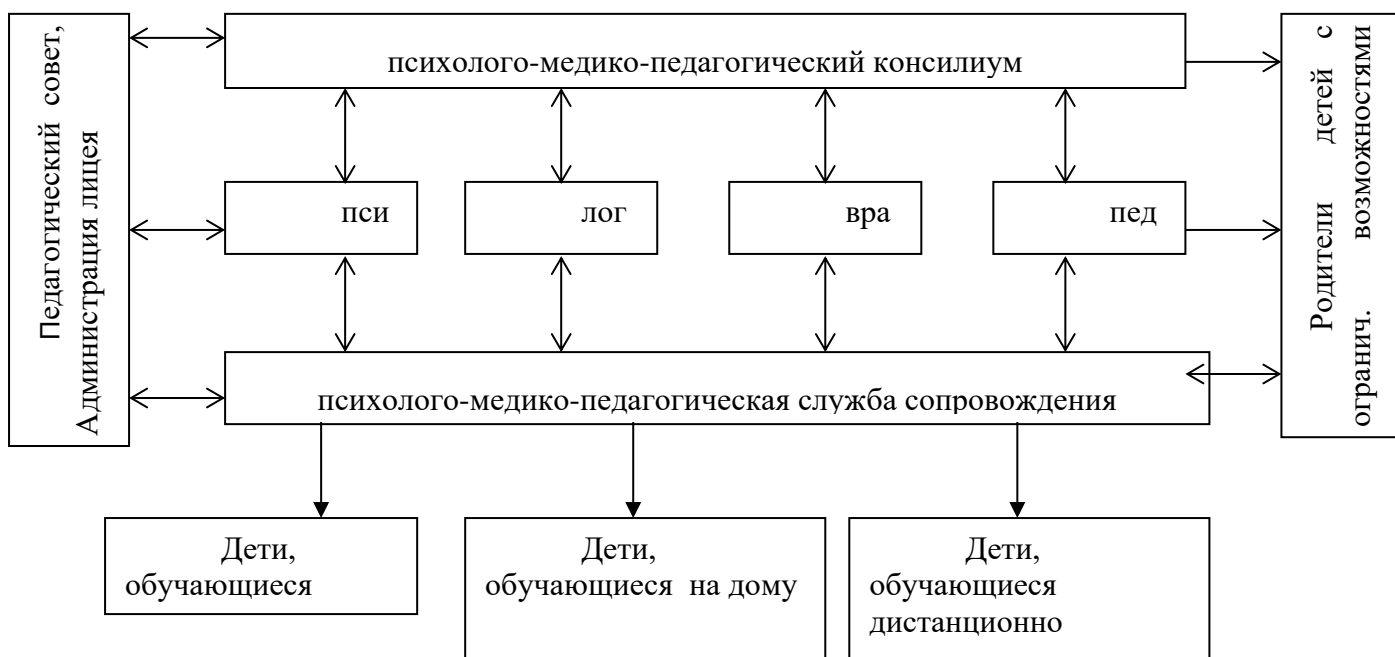 Педагогический совет,
Администрация лицея
психолого-медико-педагогический консилиум
Родители детей с
огранич. возможностями
пси
лог
вра
пед
психолого-медико-педагогическая служба сопровождения
Дети,
обучающиеся
Дети,
обучающиеся на дому
Дети,
обучающиеся
дистанционно